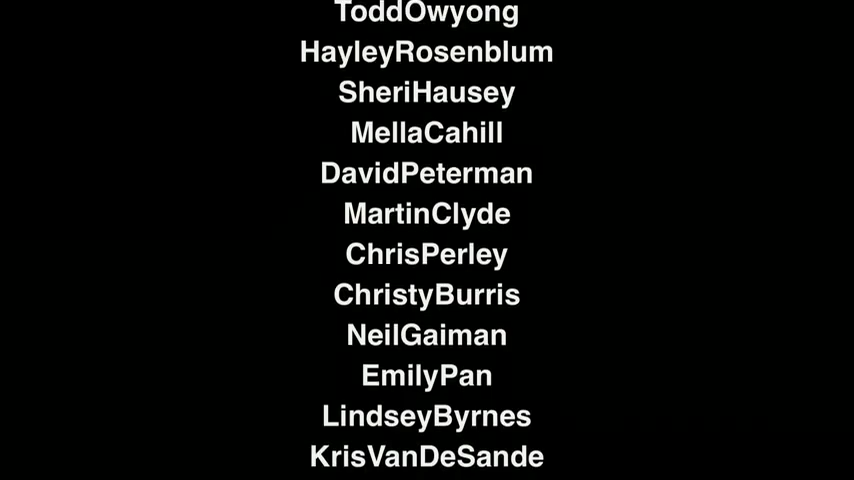 ToddOwyong
HayleyRosenblum
SheriHausey
MellaCahill
DavidPeterman
MartinClyde
ChrisPerley
ChristyBurris
NeilGaiman
EmilyPan
LindseyByrnes
KrisVanDeSande